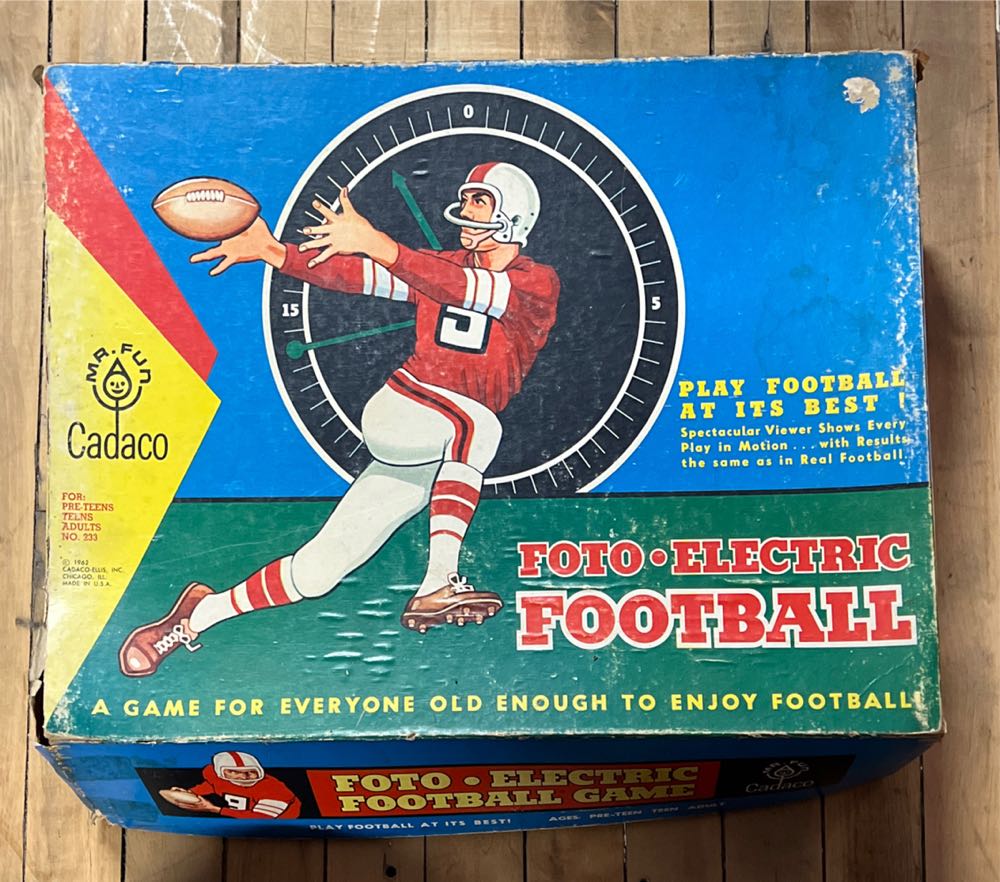 0
15
5
9
MR. FUN
Cadaco
FOR:
PRE-TEENS
TEENS
ADULTS
NO. 233
© 1962
CADACO-ELLIS, INC.
CHICAGO, ILL.
MADE IN U.S.A.
PLAY FOOTBALL
AT ITS BEST !
Spectacular Viewer Shows Every
Play in Motion . . . with Results
the same as in Real Football.
FOTO • ELECTRIC
FOOTBALL
A GAME FOR EVERYONE OLD ENOUGH TO ENJOY FOOTBALL
9
FOTO • ELECTRIC
FOOTBALL GAME
PLAY FOOTBALL AT ITS BEST!
AGES PRE-TEEN TEEN ADULT
MR. FUN
Cadaco